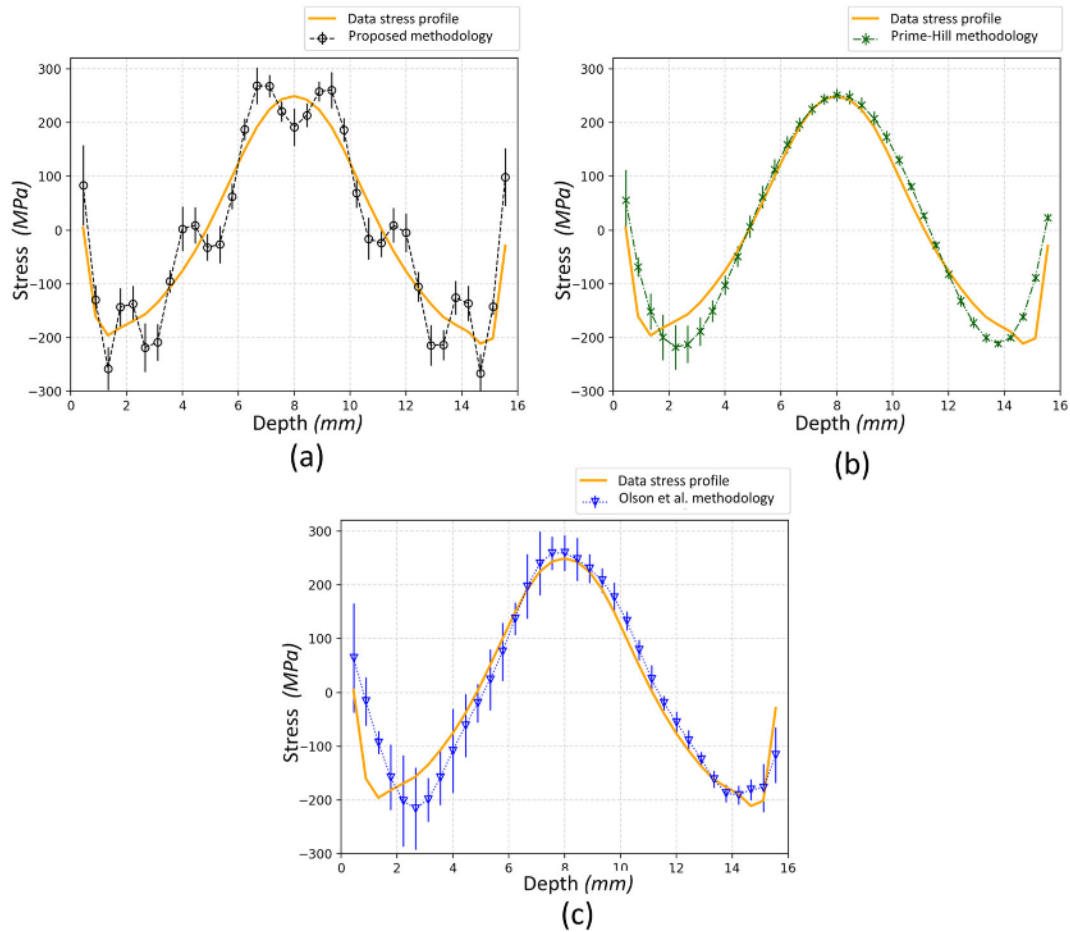 Data stress profile
Proposed methodology
300
200
100
0
−100
−200
−300
Stress (MPa)
0 2 4 6 8 10 12 14 16
Depth (mm)
(a)
Data stress profile
Prime-Hill methodology
300
200
100
0
−100
−200
−300
Stress (MPa)
0 2 4 6 8 10 12 14 16
Depth (mm)
(b)
Data stress profile
Olson et al. methodology
300
200
100
0
−100
−200
−300
Stress (MPa)
0 2 4 6 8 10 12 14 16
Depth (mm)
(c)